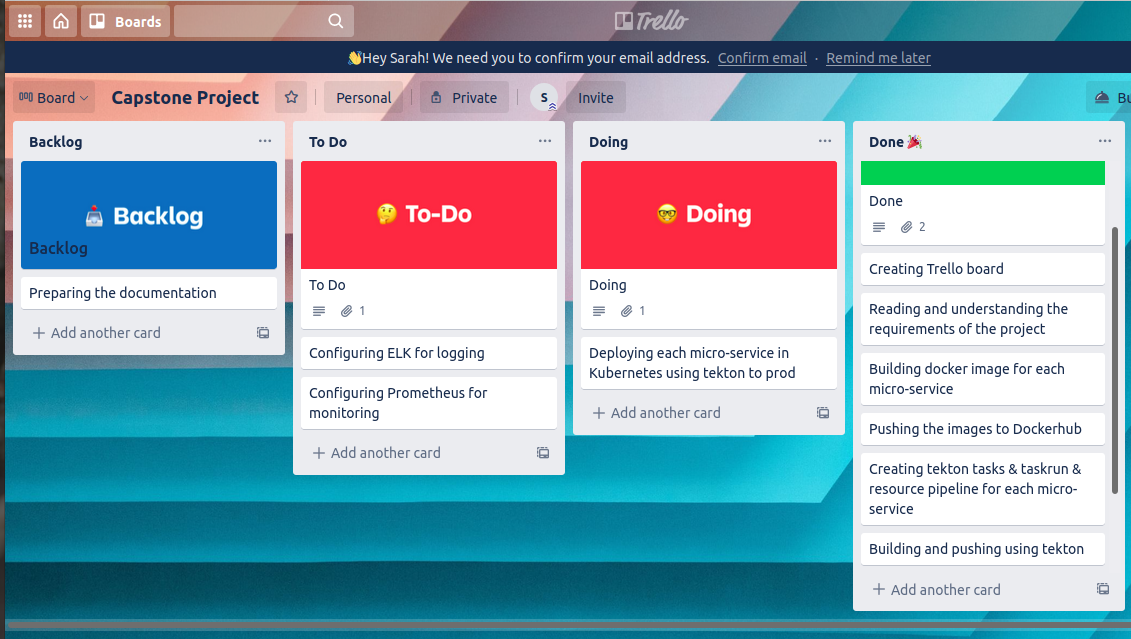 Boards
Trello
👋Hey Sarah! We need to confirm your email address. Confirm email · Remind me later
Board
Capstone Project
Personal
Private
S
Invite
Backlog
Backlog
Backlog
Preparing the documentation
+ Add another card
To Do
🤔 To-Do
To Do
1
Configuring ELK for logging
Configuring Prometheus for
monitoring
+ Add another card
Doing
🤓 Doing
Doing
1
Deploying each micro-service in
Kubernetes using tekton to prod
+ Add another card
Done 🎉
Done
2
Creating Trello board
Reading and understanding the
requirements of the project
Building docker image for each
micro-service
Pushing the images to Dockerhub
Creating tekton tasks & taskrun &
resource pipeline for each micro-
service
Building and pushing using tekton
+ Add another card